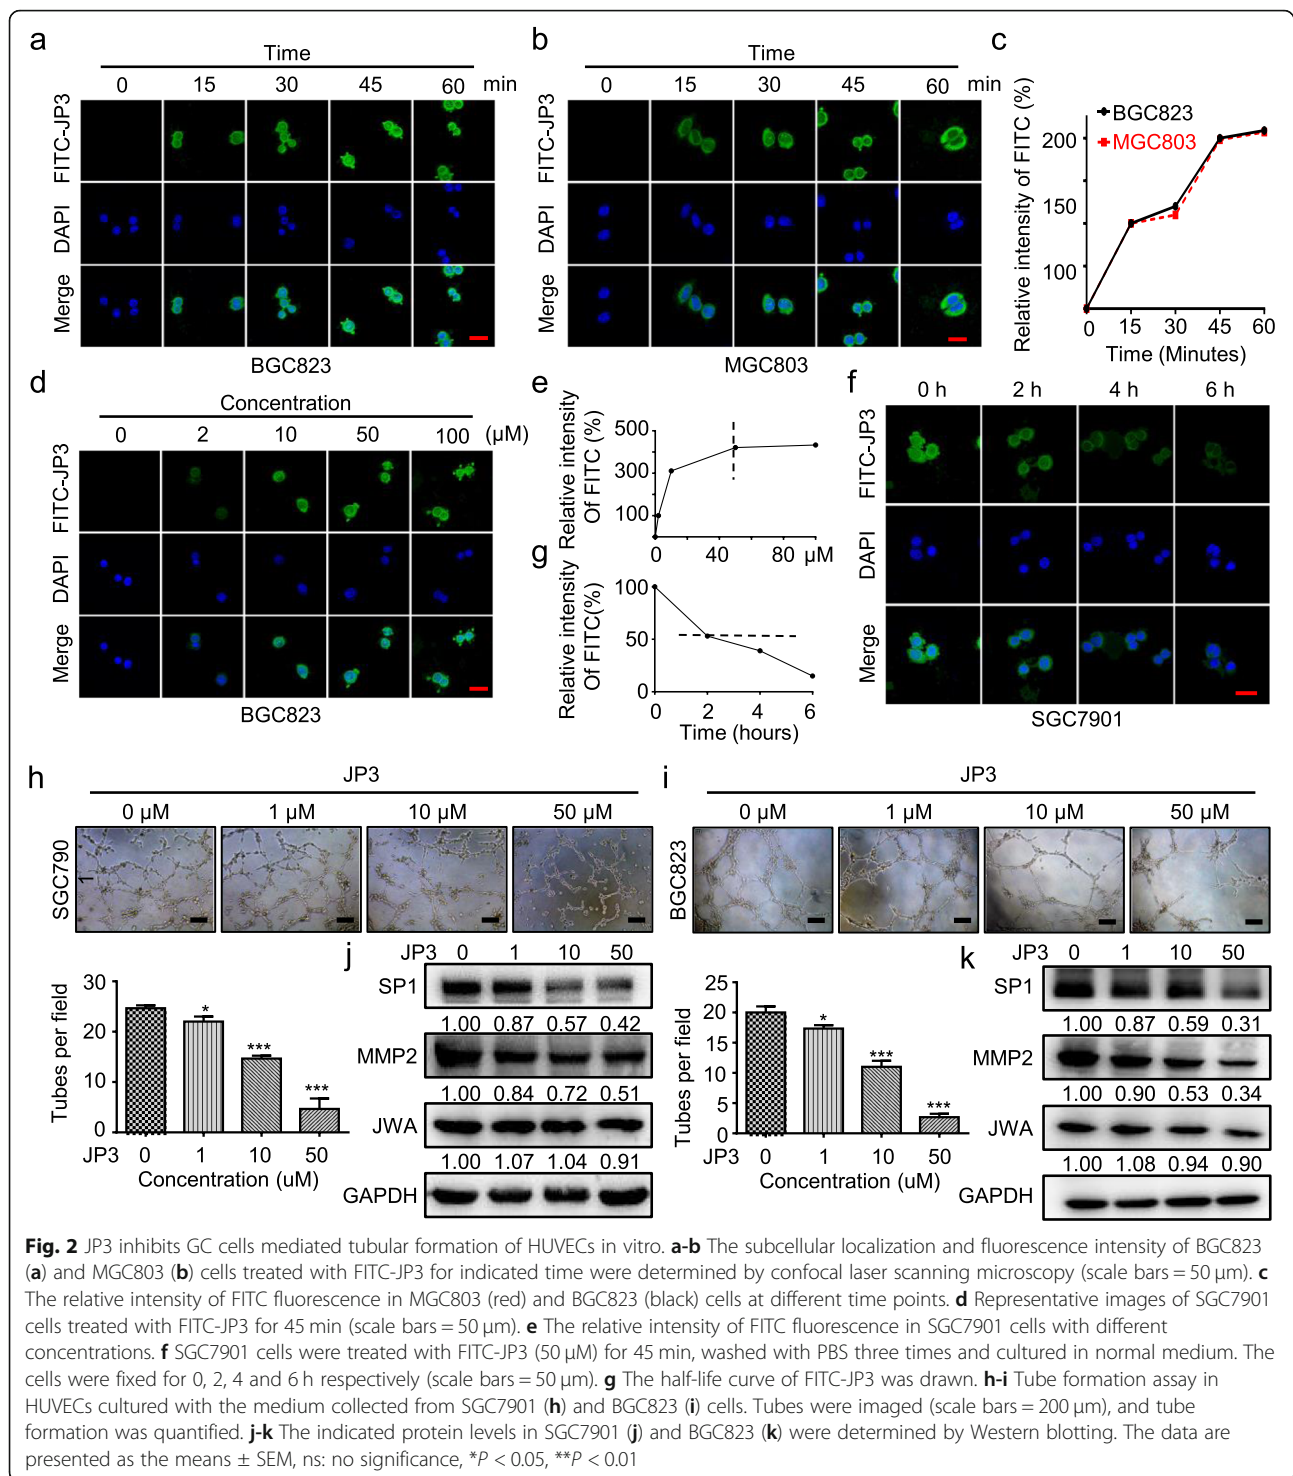 a
Time
0 15 30 45 60 min
FITC-JP3
DAPI
Merge
BGC823
b
Time
0 15 30 45 60 min
FITC-JP3
DAPI
Merge
MGC803
c
Relative intensity of FITC (%)
BGC823
MGC803
200
150
100
0 15 30 45 60
Time (Minutes)
d
Concentration
0 2 10 50 100 (µM)
FITC-JP3
DAPI
Merge
BGC823
e
Relative intensity
Of FITC (%)
500
300
100
0 40 80 µM
g
Relative intensity
Of FITC(%)
100
50
0
0 2 4 6
Time (hours)
f
0 h 2 h 4 h 6 h
FITC-JP3
DAPI
Merge
SGC7901
h
JP3
0 µM 1 µM 10 µM 50 µM
SGC790
1
Tubes per field
30
20
10
0
*
***
***
JP3 0 1 10 50
Concentration (uM)
i
JP3
0 µM 1 µM 10 µM 50 µM
BGC823
Tubes per field
25
20
15
10
5
0
*
***
***
JP3 0 1 10 50
Concentration (uM)
j
JP3 0 1 10 50
SP1
1.00 0.87 0.57 0.42
MMP2
1.00 0.84 0.72 0.51
JWA
1.00 1.07 1.04 0.91
GAPDH
k
JP3 0 1 10 50
SP1
1.00 0.87 0.59 0.31
MMP2
1.00 0.90 0.53 0.34
JWA
1.00 1.08 0.94 0.90
GAPDH
Fig. 2 JP3 inhibits GC cells mediated tubular formation of HUVECs in vitro. a-b The subcellular localization and fluorescence intensity of BGC823
(a) and MGC803 (b) cells treated with FITC-JP3 for indicated time were determined by confocal laser scanning microscopy (scale bars = 50 µm). c
The relative intensity of FITC fluorescence in MGC803 (red) and BGC823 (black) cells at different time points. d Representative images of SGC7901
cells treated with FITC-JP3 for 45 min (scale bars = 50 µm). e The relative intensity of FITC fluorescence in SGC7901 cells with different
concentrations. f SGC7901 cells were treated with FITC-JP3 (50 µM) for 45 min, washed with PBS three times and cultured in normal medium. The
cells were fixed for 0, 2, 4 and 6 h respectively (scale bars = 50 µm). g The half-life curve of FITC-JP3 was drawn. h-i Tube formation assay in
HUVECs cultured with the medium collected from SGC7901 (h) and BGC823 (i) cells. Tubes were imaged (scale bars = 200 µm), and tube
formation was quantified. j-k The indicated protein levels in SGC7901 (j) and BGC823 (k) were determined by Western blotting. The data are
presented as the means ± SEM, ns: no significance, *P < 0.05, **P < 0.01